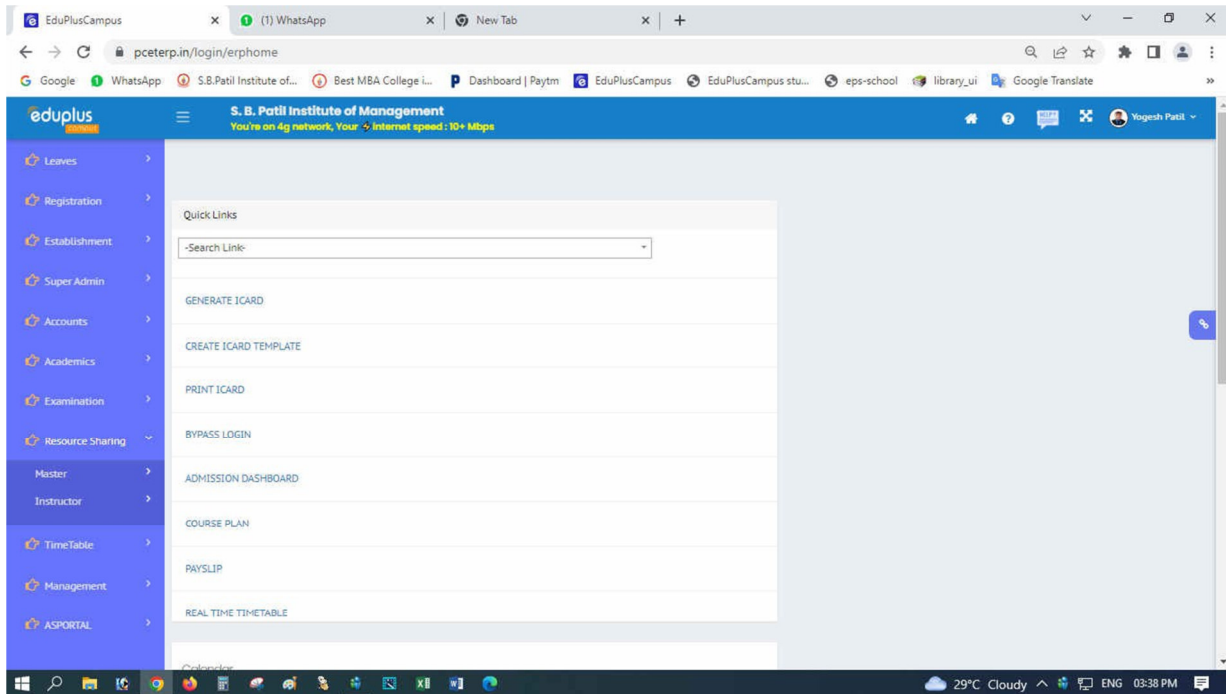 EduPlusCampus
(1) WhatsApp
New Tab
pceterp.in/login/erphome
Google
WhatsApp
S.B.Patil Institute of...
Best MBA College i...
Dashboard | Paytm
EduPlusCampus
EduPlusCampus stu...
eps-school
library_ui
Google Translate
eduplus
campus
S. B. Patil Institute of Management
You're on 4g network, Your Internet speed : 10+ Mbps
Yogesh Patil
Leaves
Registration
Establishment
Super Admin
Accounts
Academics
Examination
Resource Sharing
Master
Instructor
TimeTable
Management
ASPORTAL
Quick Links
-Search Link-
GENERATE ICARD
CREATE ICARD TEMPLATE
PRINT ICARD
BYPASS LOGIN
ADMISSION DASHBOARD
COURSE PLAN
PAYSLIP
REAL TIME TIMETABLE
Calendar
29°C Cloudy
ENG
03:38 PM